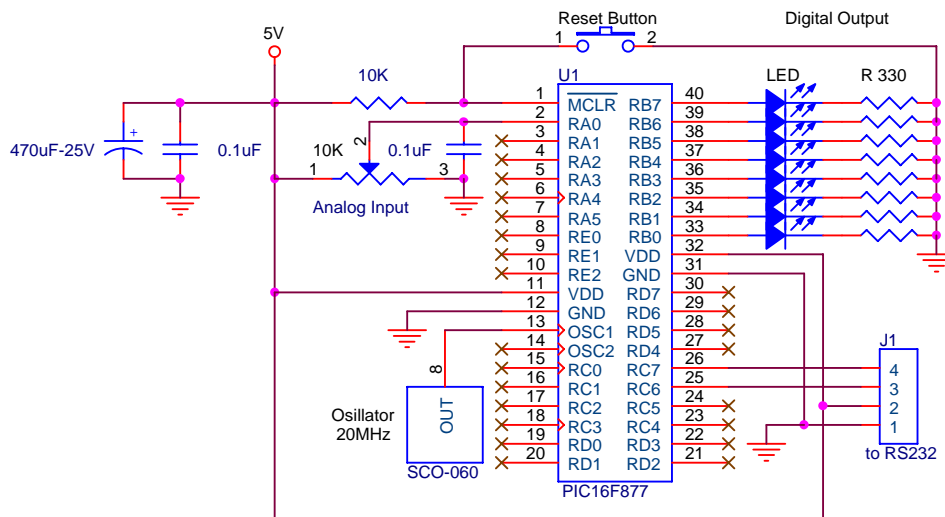 Reset Button
Digital Output
5V
1 2
10K
U1
LED
R 330
470uF-25V
+
0.1uF
10K
2
0.1uF
1 3
Analog Input
1 MCLR RB7 40
2 RA0 RB6 39
3 RA1 RB5 38
4 RA2 RB4 37
5 RA3 RB3 36
6 RA4 RB2 35
7 RA5 RB1 34
8 RE0 RB0 33
9 RE1 VDD 32
10 RE2 GND 31
11 VDD RD7 30
12 GND RD6 29
13 OSC1 RD5 28
14 OSC2 RD4 27
15 RC0 RC7 26
16 RC1 RC6 25
17 RC2 RC5 24
18 RC3 RC4 23
19 RD0 RD3 22
20 RD1 RD2 21
PIC16F877
8
OUT
Osillator
20MHz
SCO-060
J1
4
3
2
1
to RS232